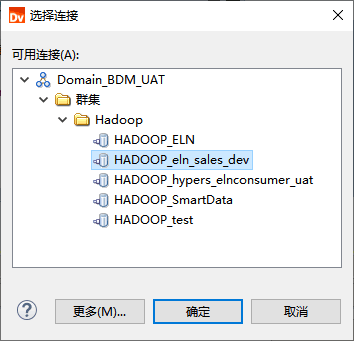 Dv 选择连接
可用连接(A):
Domain_BDM_UAT
群集
Hadoop
HADOOP_ELN
HADOOP_eln_sales_dev
HADOOP_hypers_elnconsumer_uat
HADOOP_SmartData
HADOOP_test
? 更多(M)... 确定 取消